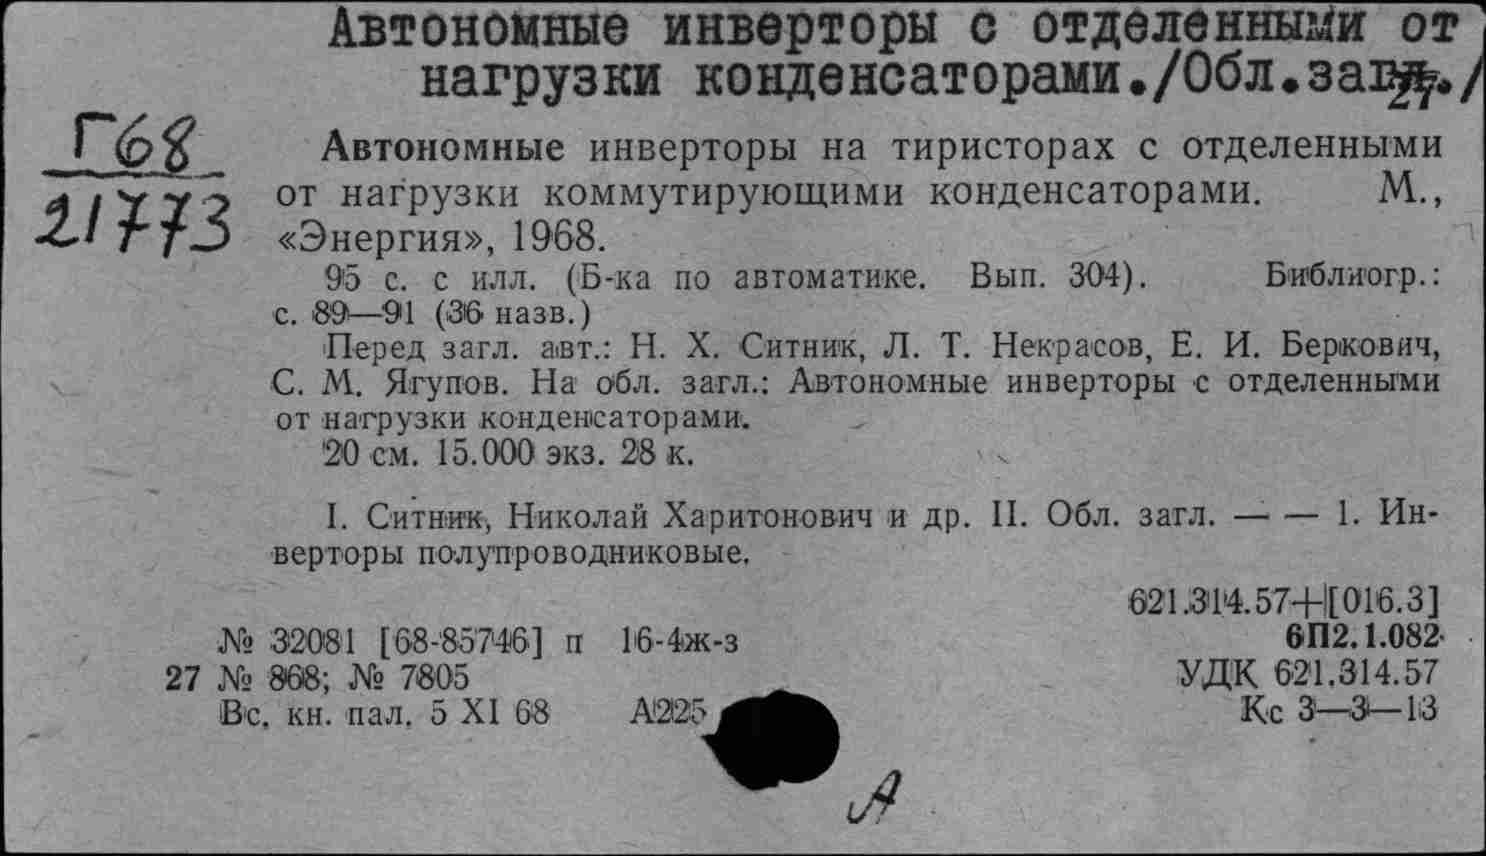 Автономные инверторы с отделенными от
нагрузки конденсаторами./Обл.загл./
Г68
21773
27
Автономные инверторы на тиристорах с отделенными
от нагрузки коммутирующими конденсаторами. М.,
«Энергия», 1968.
95 с. с илл. (Б-ка по автоматике. Вып. 304). Библиогр.:
с. 89—91 (36 назв.)
Перед загл. авт.: Н. Х. Ситник, Л. Т. Некрасов, Е. И. Беркович,
С. М. Ягупов. На обл. загл.: Автономные инверторы с отделенными
от нагрузки конденсаторами.
20 см. 15.000 экз. 28 к.
I. Ситник, Николай Харитонович и др. II. Обл. загл. — — 1. Ин-
верторы полупроводниковые.
621.314.57+[016.3]
№ 32081 [68-85746] п 16-4ж-з 6П2.1.082
27 № 868; № 7805 УДК 621.314.57
Вс. кн. пал. 5 XI 68 А225 Кс 3—3—13
А